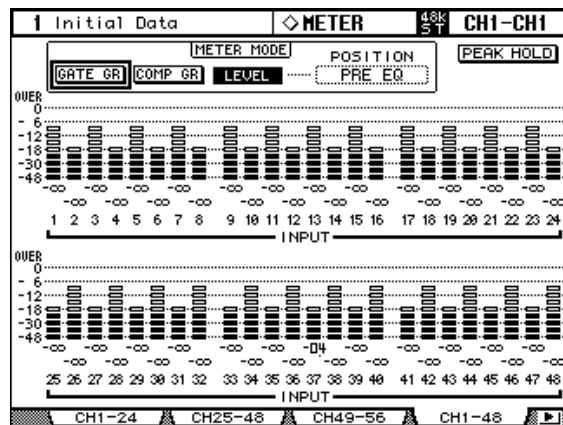 1 Initial Data ◇METER 48K ST CH1-CH1
METER MODE POSITION PEAK HOLD
GATE GR COMP GR LEVEL PRE EQ
OVER
0
-6
-12
-18
-30
-48
-∞ -∞ -∞ -∞ -∞ -∞ -∞ -∞ -∞ -∞ -∞ -∞
-∞ -∞ -∞ -∞ -∞ -∞ -∞ -∞ -∞ -∞ -∞ -∞
1 2 3 4 5 6 7 8 9 10 11 12 13 14 15 16 17 18 19 20 21 22 23 24
INPUT
OVER
0
-6
-12
-18
-30
-48
-∞ -∞ -∞ -∞ -∞ -∞ -04 -∞ -∞ -∞ -∞ -∞
-∞ -∞ -∞ -∞ -∞ -∞ -∞ -∞ -∞ -∞ -∞ -∞
25 26 27 28 29 30 31 32 33 34 35 36 37 38 39 40 41 42 43 44 45 46 47 48
INPUT
CH1-24 CH25-48 CH49-56 CH1-48